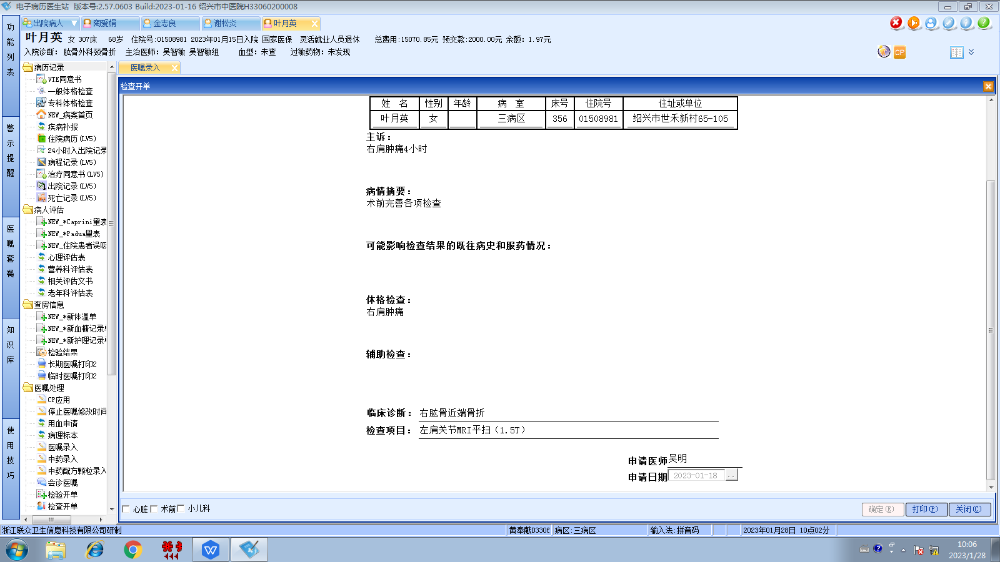 电子病历医生站 版本号:2.57.0603 Build:2023-01-16 绍兴市中医院H33060200008
功能列表
警示提醒
医嘱套餐
知识库
使用技巧
出院病人
陶爱娟
金志良
谢松炎
叶月英
叶月英 女 307床 68岁 住院号:01508981 2023年01月15日入院 国家医保 灵活就业人员退休 总费用:15070.85元 预交款:2000.00元 余额: 1.97元
入院诊断: 肱骨外科颈骨折 主治医师: 吴智敏 吴智敏组 血型: 未查 过敏药物: 未发现
CP
病历记录
VTE同意书
一般体格检查
专科体格检查
NEW_病案首页
疾病补报
住院病历(LV5)
24小时入出院记录
病程记录(LV5)
治疗同意书(LV5)
出院记录(LV5)
死亡记录(LV5)
病人评估
NEW_*Caprini量表
NEW_*Padua量表
NEW_住院患者误吸
心理评估表
营养科评估表
相关评估文书
老年科评估表
查房信息
NEW_*新体温单
NEW_*新血糖记录单
NEW_*新护理记录单
检验结果
长期医嘱打印2
临时医嘱打印2
医嘱处理
CP应用
停止医嘱修改时间
用血申请
病理标本
医嘱录入
中药录入
中药配方颗粒录入
会诊医嘱
检验开单
检查开单
医嘱录入
检查开单
姓 名 性别 年龄 病 室 床号 住院号 住址或单位
叶月英 女 三病区 356 01508981 绍兴市世禾新村65-105
主诉:
右肩肿痛4小时
病情摘要:
术前完善各项检查
可能影响检查结果的既往病史和服药情况:
体格检查:
右肩肿痛
辅助检查:
临床诊断: 右肱骨近端骨折
检查项目: 左肩关节MRI平扫（1.5T）
申请医师 吴明
申请日期 2023-01-18 ..
心脏 术前 小儿科
确定(E) 打印(P) 关闭(C)
浙江联众卫生信息科技有限公司研制 黄奉献D3306 病区:三病区 输入法:拼音码 2023年01月28日 10点02分
10:06
2023/1/28